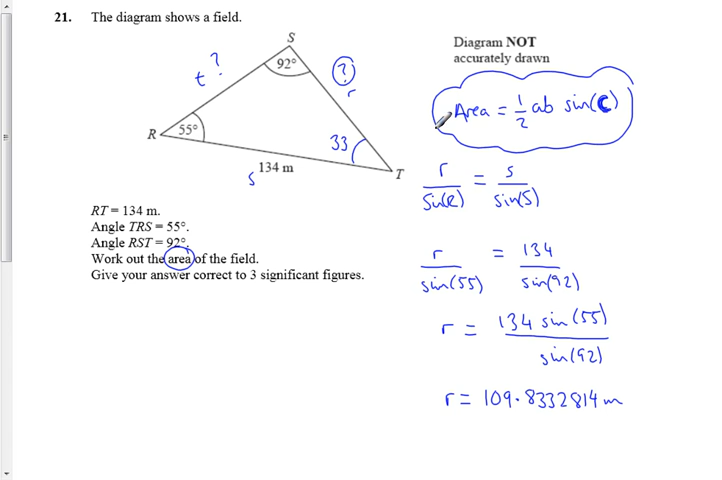 21. The diagram shows a field.
S
Diagram NOT
accurately drawn
t ?
92°
?
r
Area = 1/2 ab sin(C)
R
55°
33
134 m
s
T
r/sin(R) = s/sin(S)
RT = 134 m.
Angle TRS = 55°.
Angle RST = 92°.
Work out the area of the field.
Give your answer correct to 3 significant figures.
r/sin(55) = 134/sin(92)
r = 134 sin(55)/sin(92)
r = 109.8332814 m